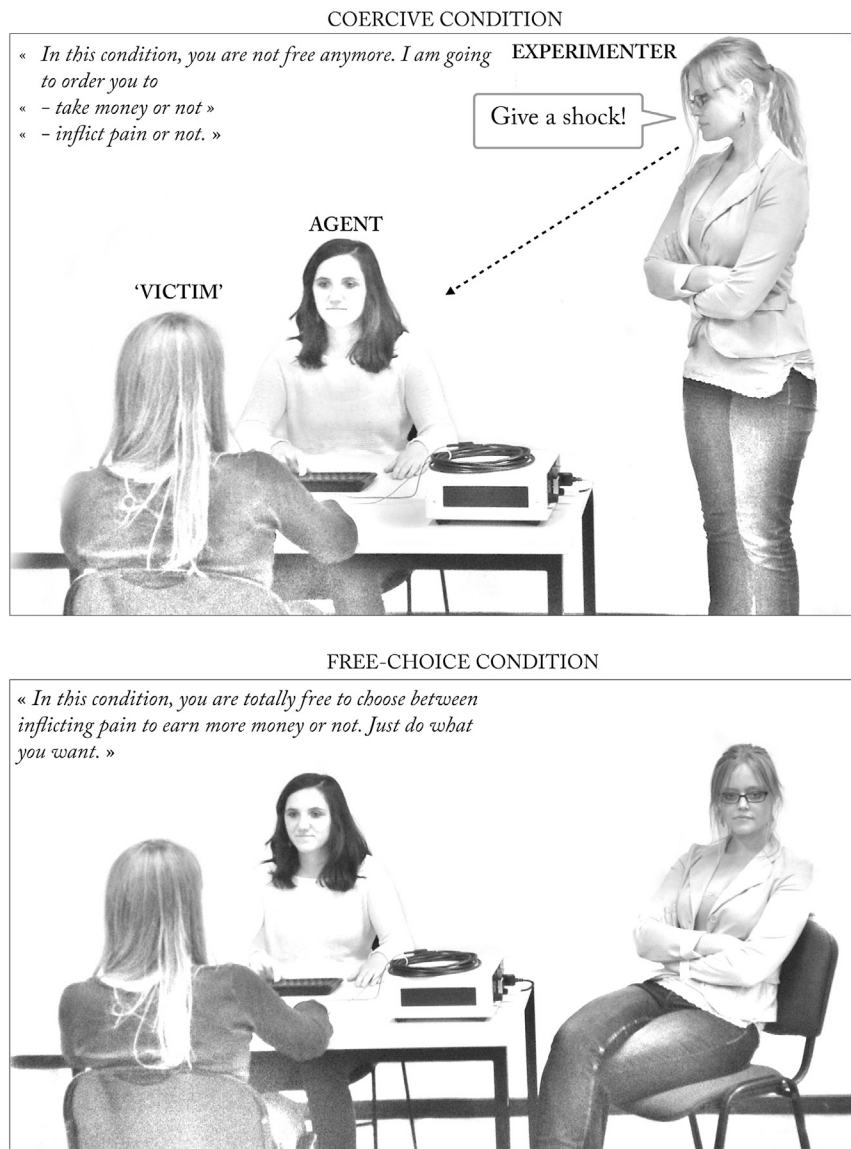 COERCIVE CONDITION
« In this condition, you are not free anymore. I am going
to order you to
« – take money or not »
« – inflict pain or not. »
EXPERIMENTER
Give a shock!
AGENT
‘VICTIM’
FREE-CHOICE CONDITION
« In this condition, you are totally free to choose between
inflicting pain to earn more money or not. Just do what
you want. »